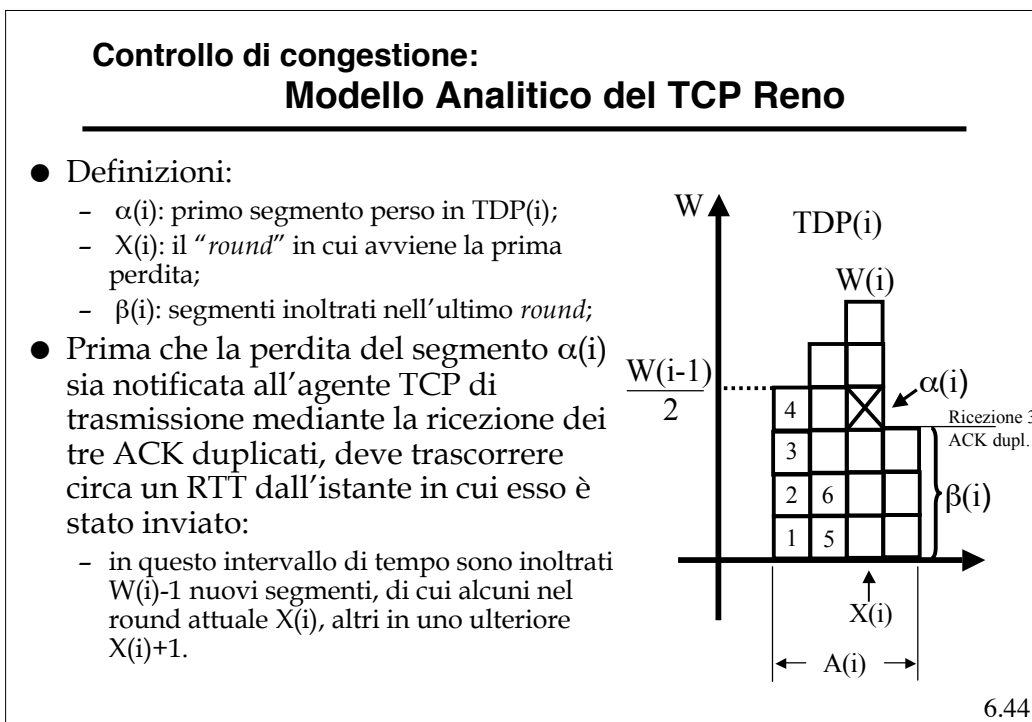 Controllo di congestione:
Modello Analitico del TCP Reno
● Definizioni:
– α(i): primo segmento perso in TDP(i);
– X(i): il “round” in cui avviene la prima
perdita;
– β(i): segmenti inoltrati nell’ultimo round;
● Prima che la perdita del segmento α(i)
sia notificata all’agente TCP di
trasmissione mediante la ricezione dei
tre ACK duplicati, deve trascorrere
circa un RTT dall’istante in cui esso è
stato inviato:
– in questo intervallo di tempo sono inoltrati
W(i)-1 nuovi segmenti, di cui alcuni nel
round attuale X(i), altri in uno ulteriore
X(i)+1.
W
TDP(i)
W(i)
W(i-1)
2
α(i)
Ricezione 3
ACK dupl.
4
3
2 6
1 5
β(i)
X(i)
A(i)
6.44